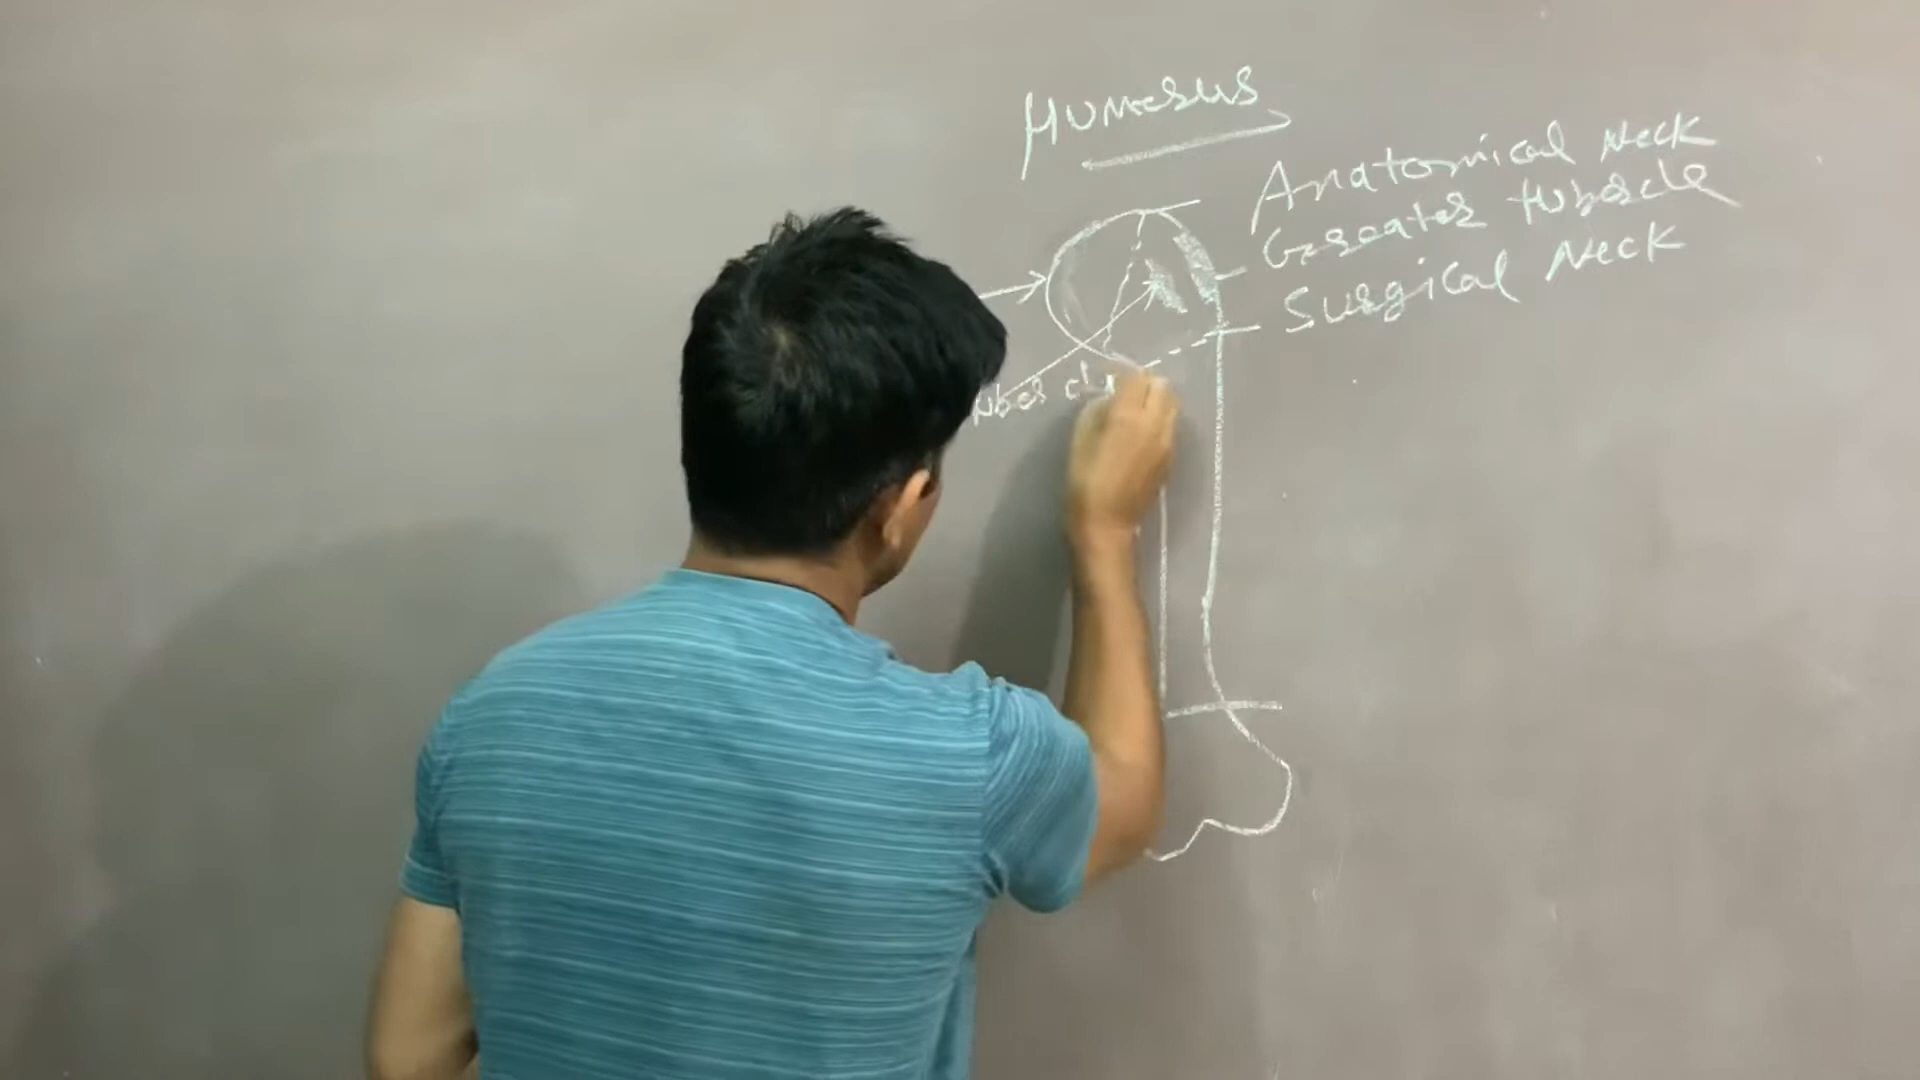 Humerus
Anatomical Neck
Greater tubercle
Surgical Neck